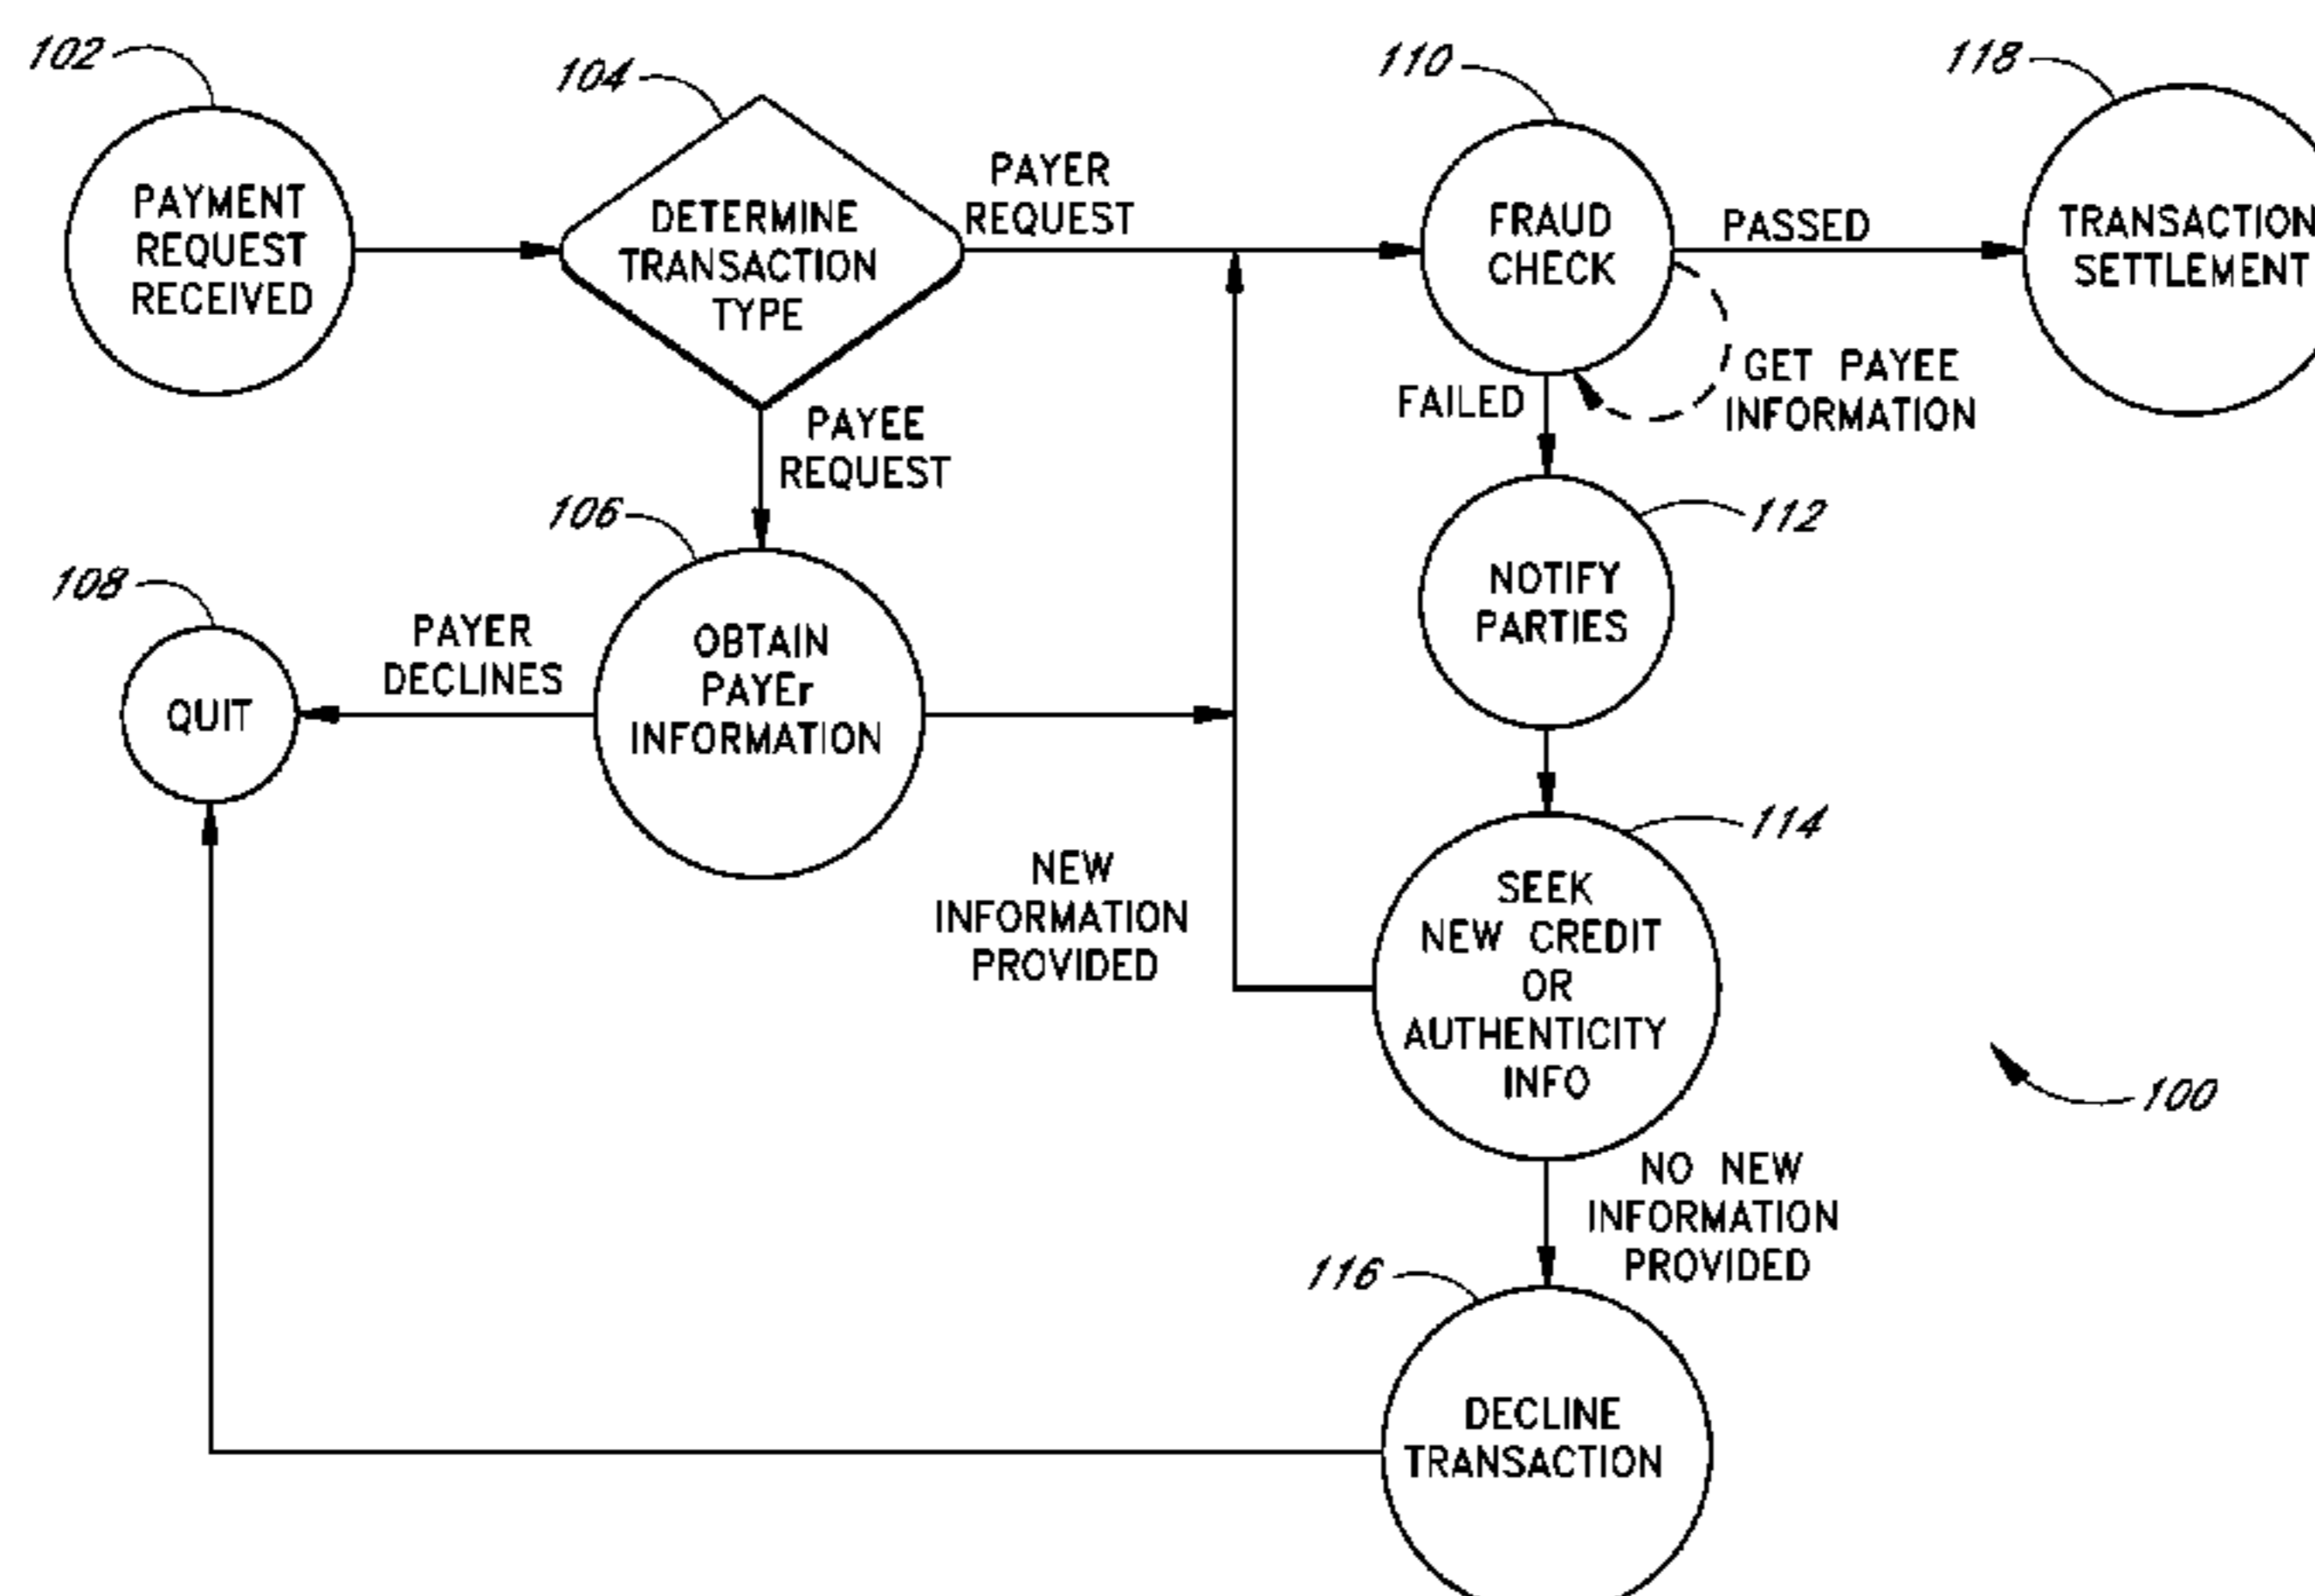 102
PAYMENT
REQUEST
RECEIVED
104
DETERMINE
TRANSACTION
TYPE
PAYER
REQUEST
110
FRAUD
CHECK
PASSED
118
TRANSACTION
SETTLEMENT
GET PAYEE
INFORMATION
FAILED
PAYEE
REQUEST
106
OBTAIN
PAYEr
INFORMATION
108
QUIT
PAYER
DECLINES
112
NOTIFY
PARTIES
114
SEEK
NEW CREDIT
OR
AUTHENTICITY
INFO
NEW
INFORMATION
PROVIDED
100
NO NEW
INFORMATION
PROVIDED
116
DECLINE
TRANSACTION